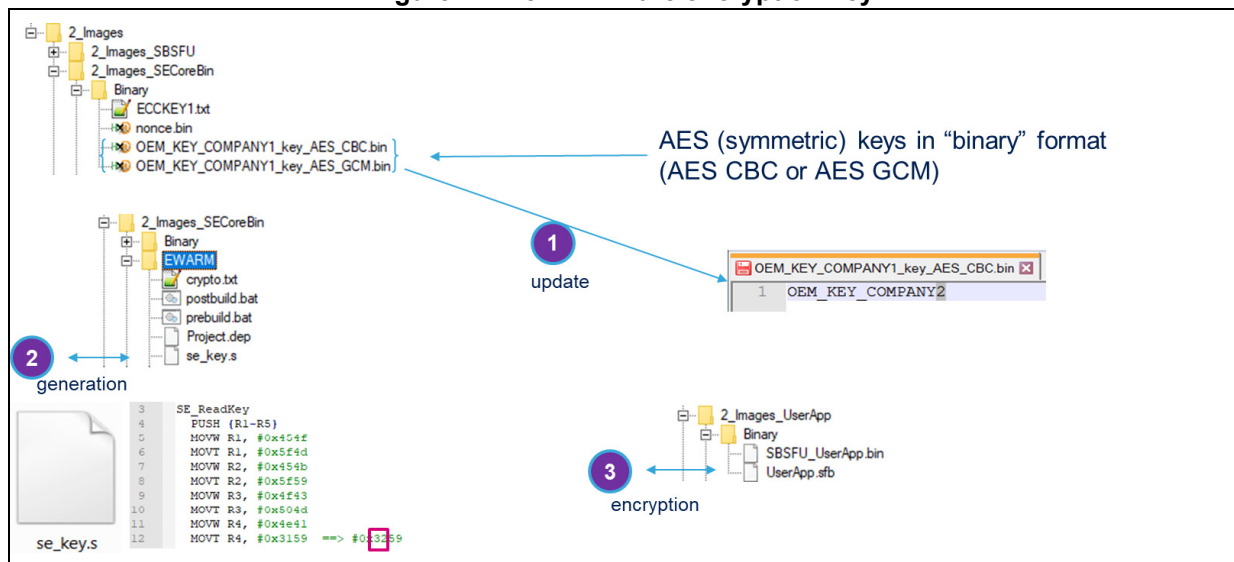 2_Images
2_Images_SBSFU
2_Images_SECoreBin
Binary
ECCKEY1.txt
nonce.bin
OEM_KEY_COMPANY1_key_AES_CBC.bin
OEM_KEY_COMPANY1_key_AES_GCM.bin
AES (symmetric) keys in “binary” format
(AES CBC or AES GCM)
2_Images_SECoreBin
Binary
EWARM
crypto.txt
postbuild.bat
prebuild.bat
Project.dep
se_key.s
1
update
OEM_KEY_COMPANY1_key_AES_CBC.bin
1 OEM_KEY_COMPANY2
2
generation
3 SE_ReadKey
4 PUSH {R1-R5}
5 MOVW R1, #0x454f
6 MOVT R1, #0x5f4d
7 MOVW R2, #0x454b
8 MOVT R2, #0x5f59
9 MOVW R3, #0x4f43
10 MOVT R3, #0x504d
11 MOVW R4, #0x4e41
12 MOVT R4, #0x3159 ==> #0x3259
se_key.s
2_Images_UserApp
Binary
SBSFU_UserApp.bin
UserApp.sfb
3
encryption